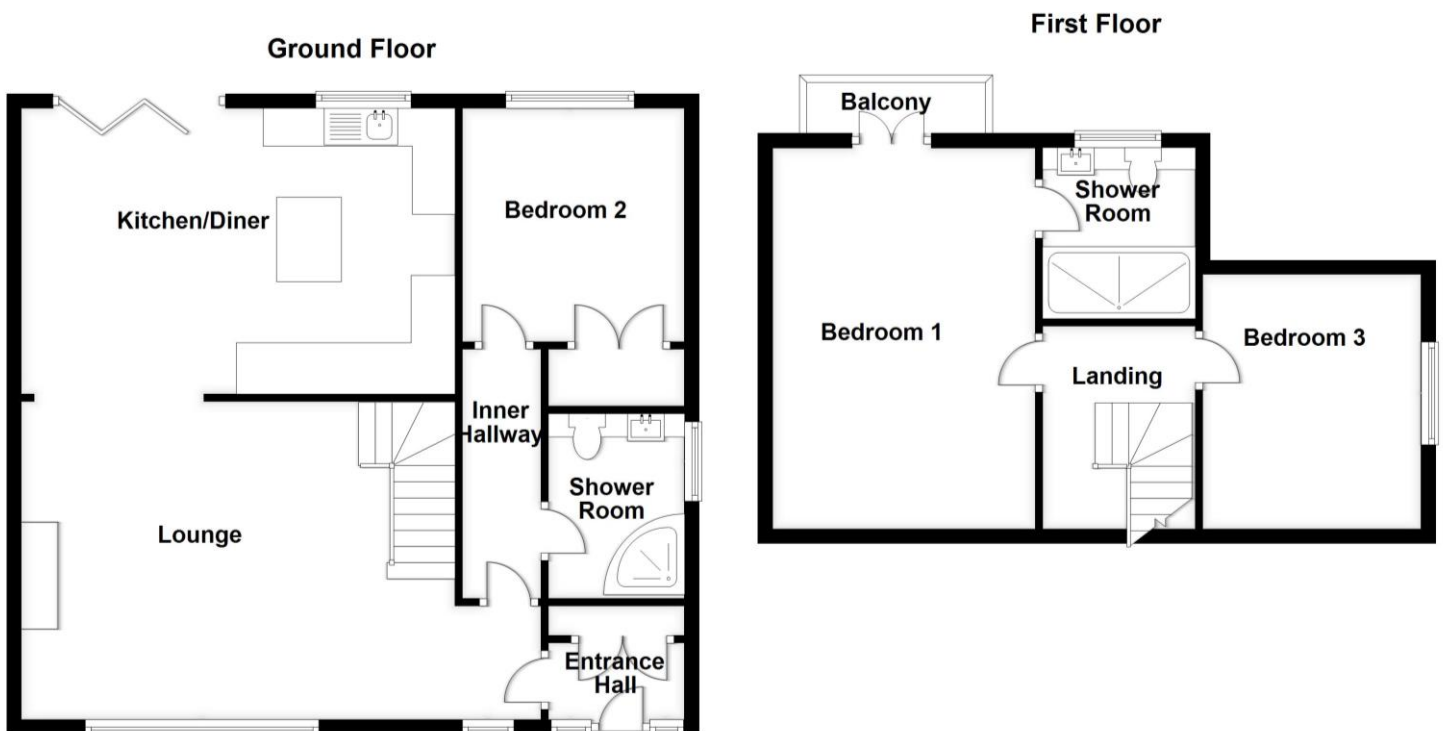 Ground Floor
Kitchen/Diner
Bedroom 2
Inner
Hallway
Shower
Room
Lounge
Entrance
Hall
First Floor
Balcony
Shower
Room
Bedroom 1
Bedroom 3
Landing